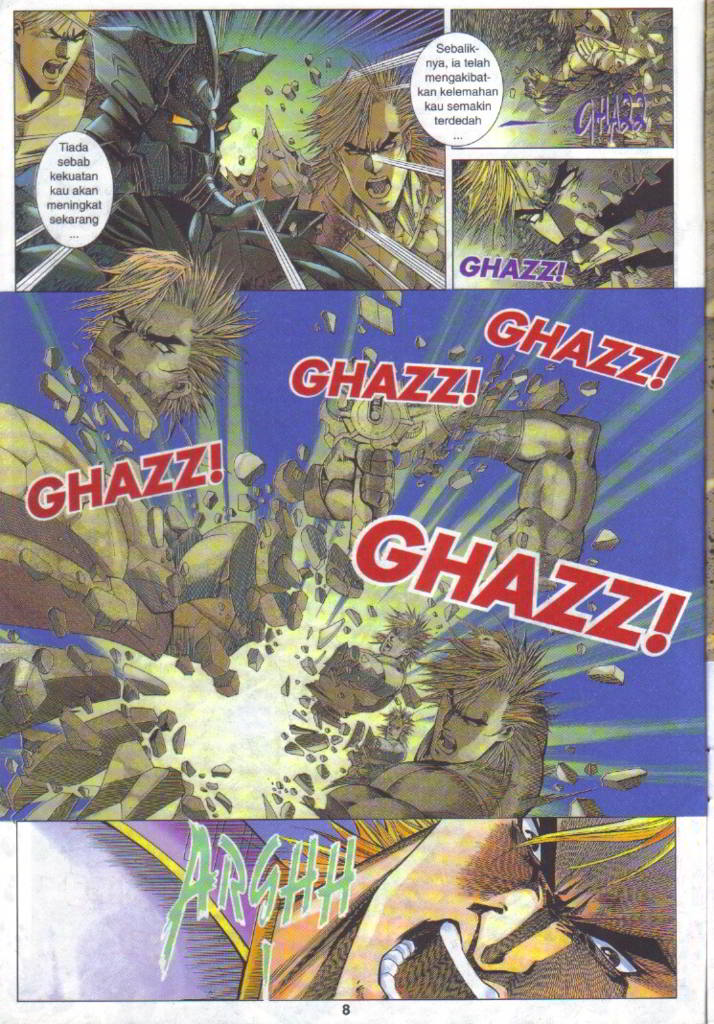 Tiada
sebab
kekuatan
kau akan
meningkat
sekarang
...
Sebalik-
nya, ia telah
mengakibat-
kan kelemahan
kau semakin
terdedah
...
GHAZZ
GHAZZ!
GHAZZ!
GHAZZ!
GHAZZ!
GHAZZ!
ARGHH
!
8